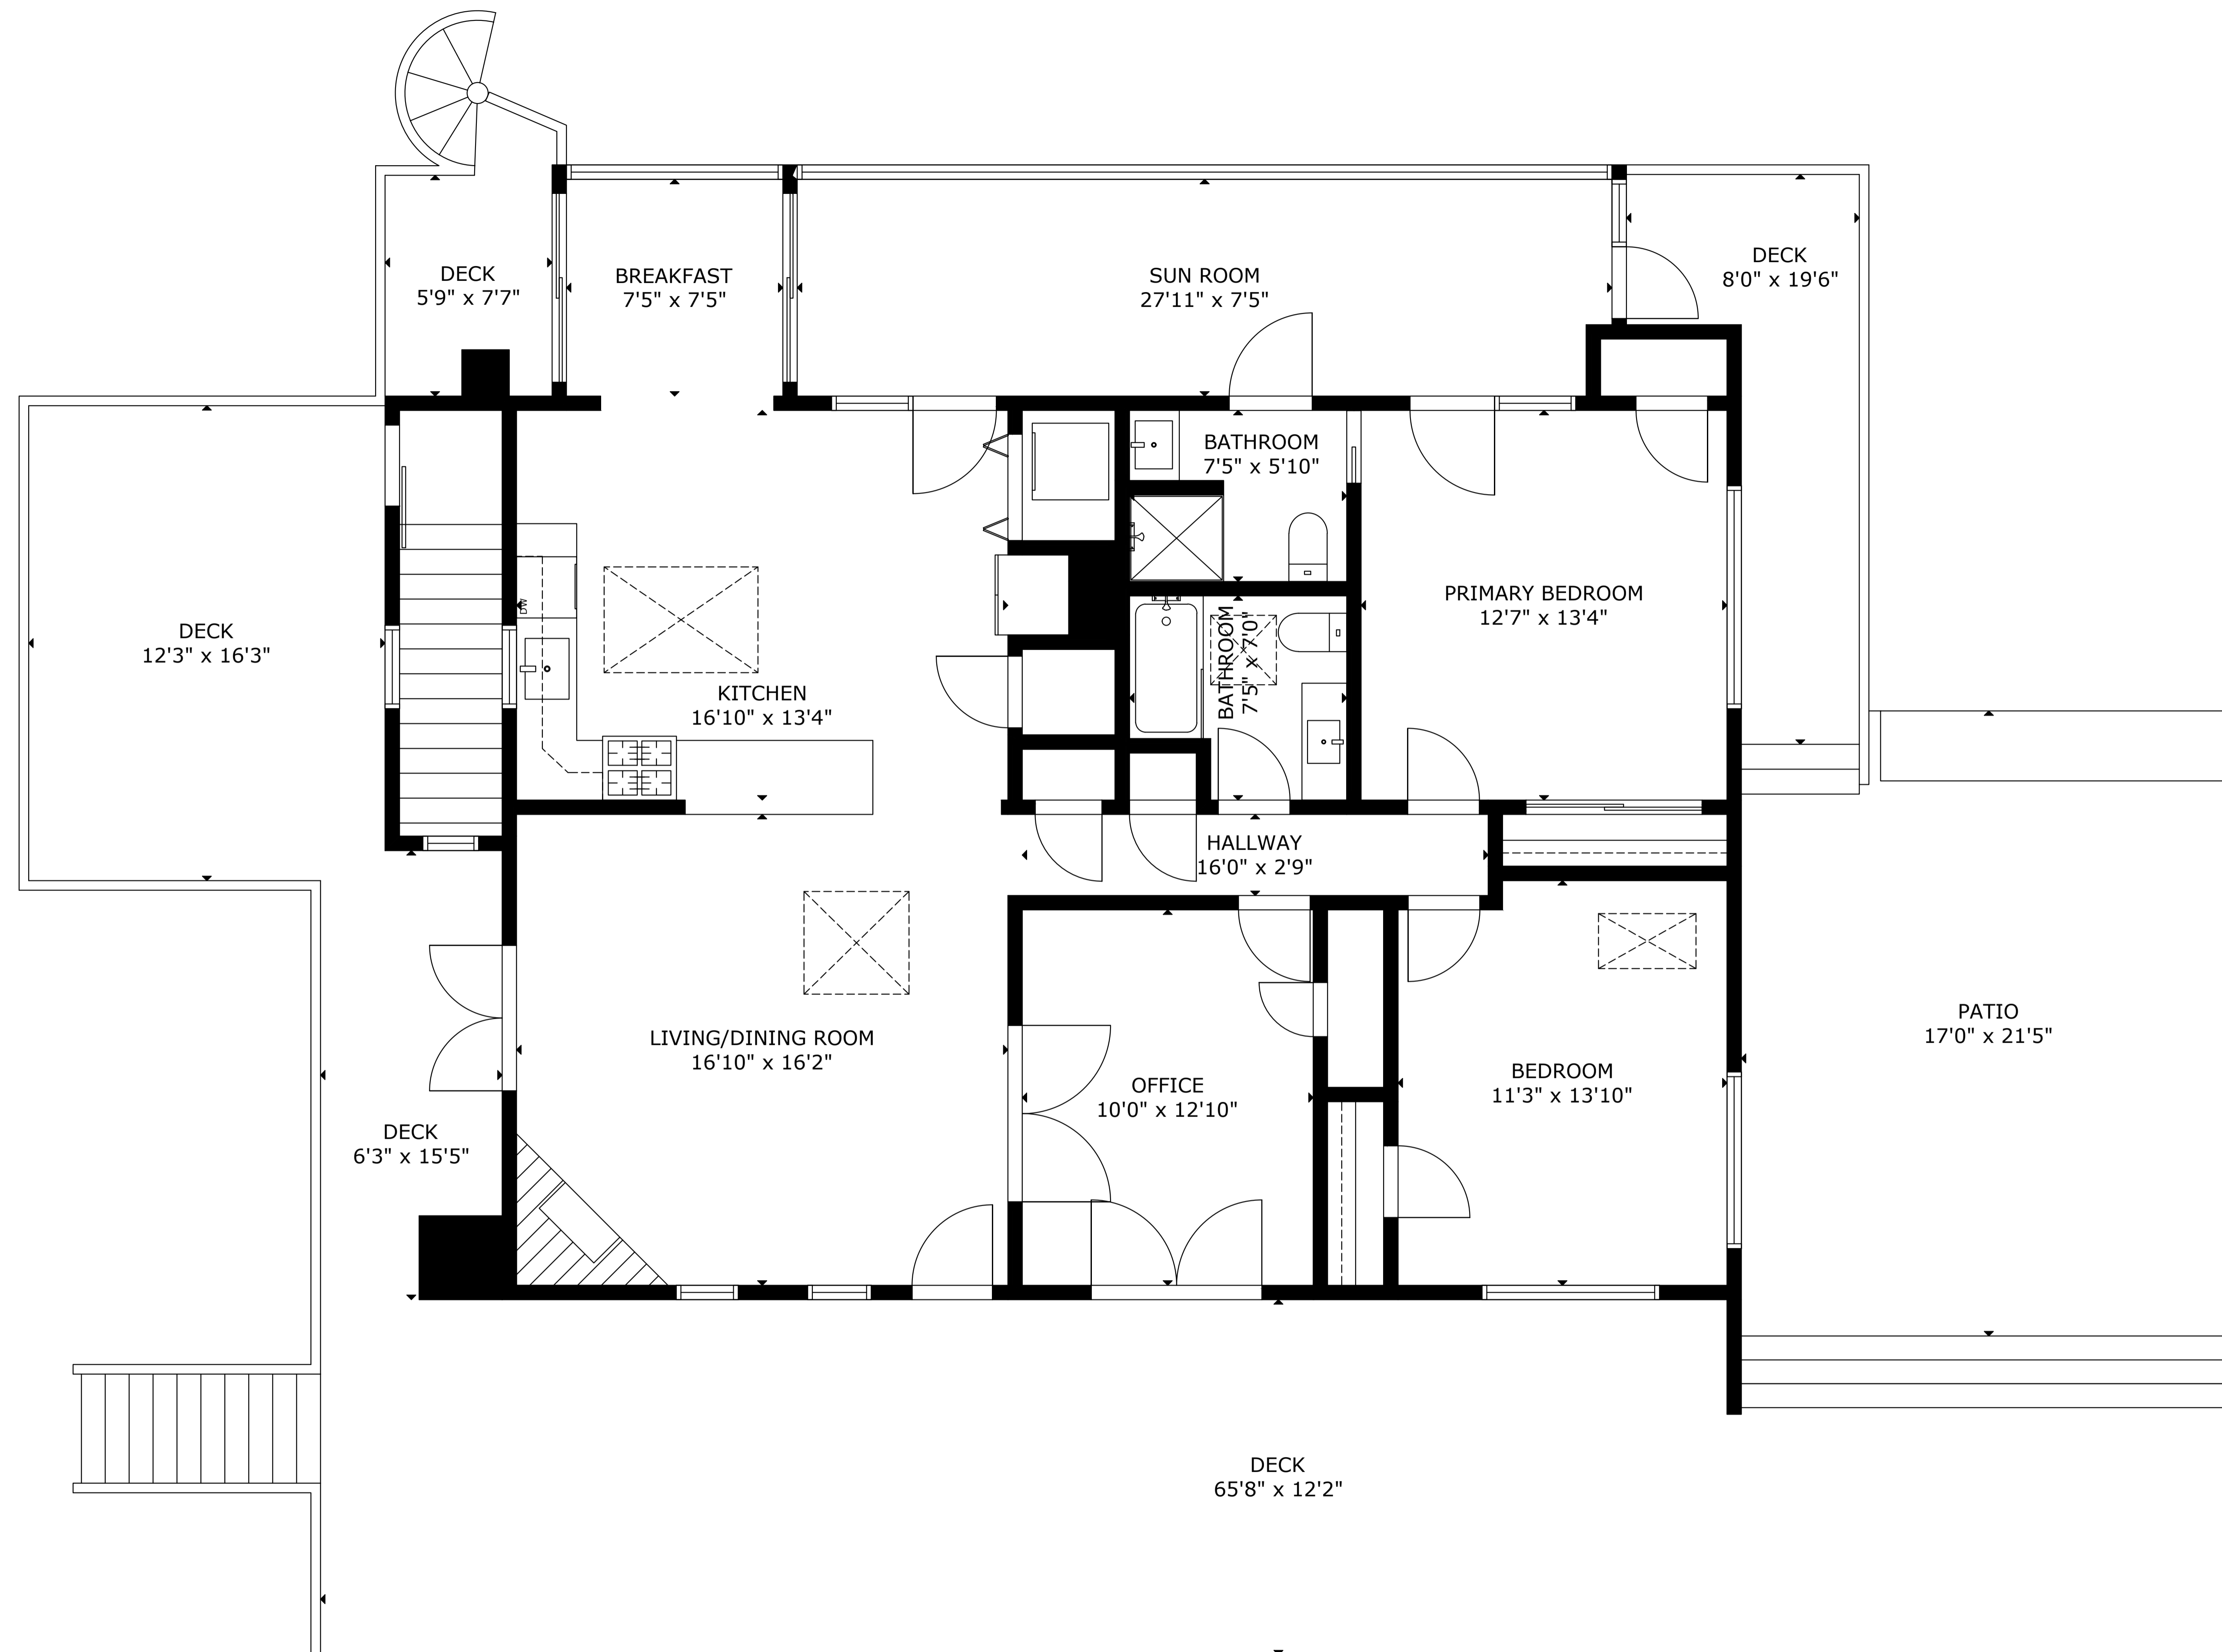 DECK
5'9" x 7'7"
BREAKFAST
7'5" x 7'5"
SUN ROOM
27'11" x 7'5"
DECK
8'0" x 19'6"
BATHROOM
7'5" x 5'10"
DECK
12'3" x 16'3"
DW
KITCHEN
16'10" x 13'4"
BATHROOM
7'5" x 7'0"
PRIMARY BEDROOM
12'7" x 13'4"
HALLWAY
16'0" x 2'9"
LIVING/DINING ROOM
16'10" x 16'2"
OFFICE
10'0" x 12'10"
BEDROOM
11'3" x 13'10"
PATIO
17'0" x 21'5"
DECK
6'3" x 15'5"
DECK
65'8" x 12'2"